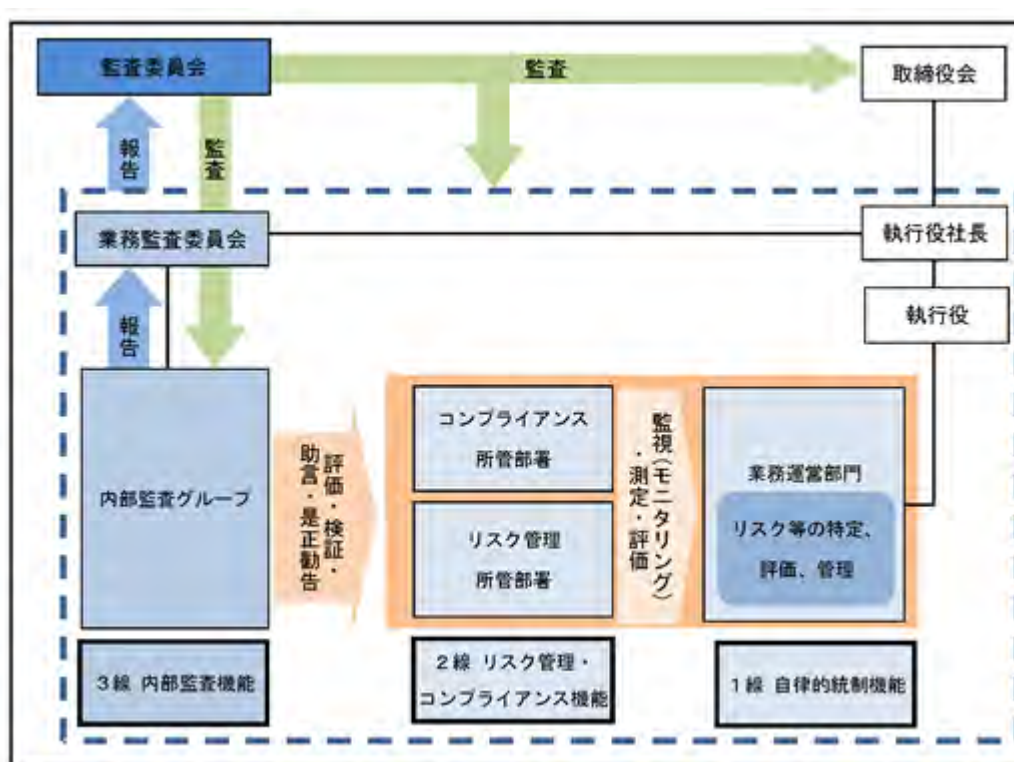 監査委員会
監査
取締役会
報告
監査
業務監査委員会
執行役社長
執行役
報告
内部監査グループ
評価・検証・
助言・是正勧告
コンプライアンス
所管部署
リスク管理
所管部署
監視(モニタリング)
・測定・評価
業務運営部門
リスク等の特定、
評価、管理
3線 内部監査機能
2線 リスク管理・
コンプライアンス機能
1線 自律的統制機能